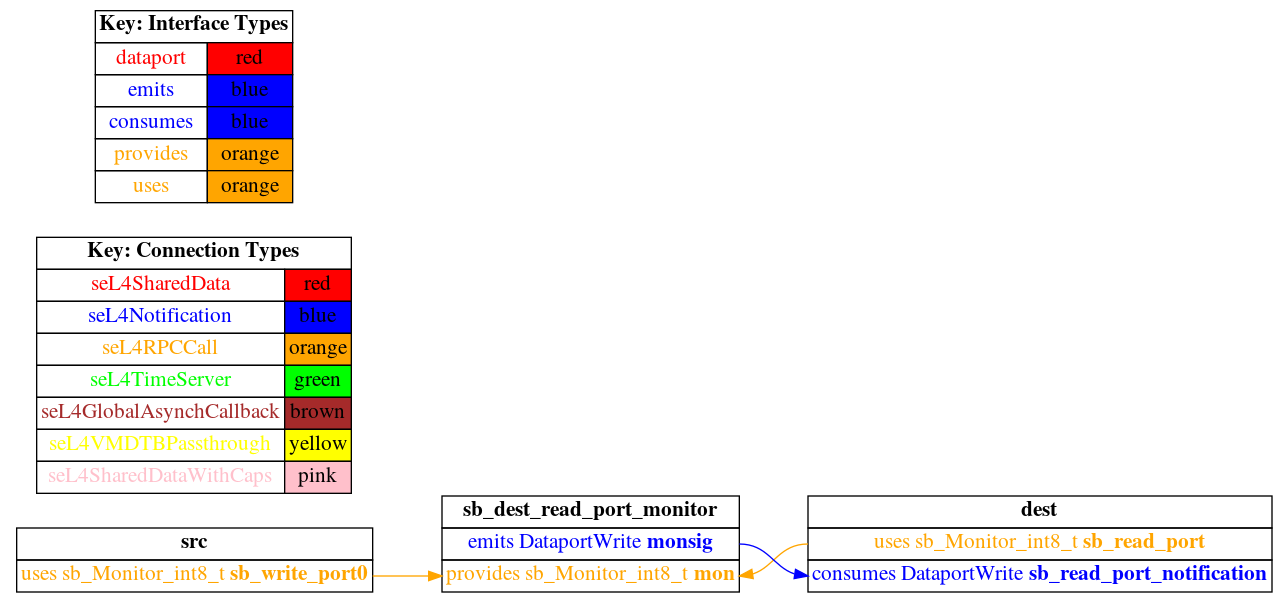 Key: Interface Types
dataport red
emits blue
consumes blue
provides orange
uses orange
Key: Connection Types
seL4SharedData red
seL4Notification blue
seL4RPCCall orange
seL4TimeServer green
seL4GlobalAsynchCallback brown
seL4VMDTBPassthrough yellow
seL4SharedDataWithCaps pink
src
uses sb_Monitor_int8_t sb_write_port0
sb_dest_read_port_monitor
emits DataportWrite monsig
provides sb_Monitor_int8_t mon
dest
uses sb_Monitor_int8_t sb_read_port
consumes DataportWrite sb_read_port_notification